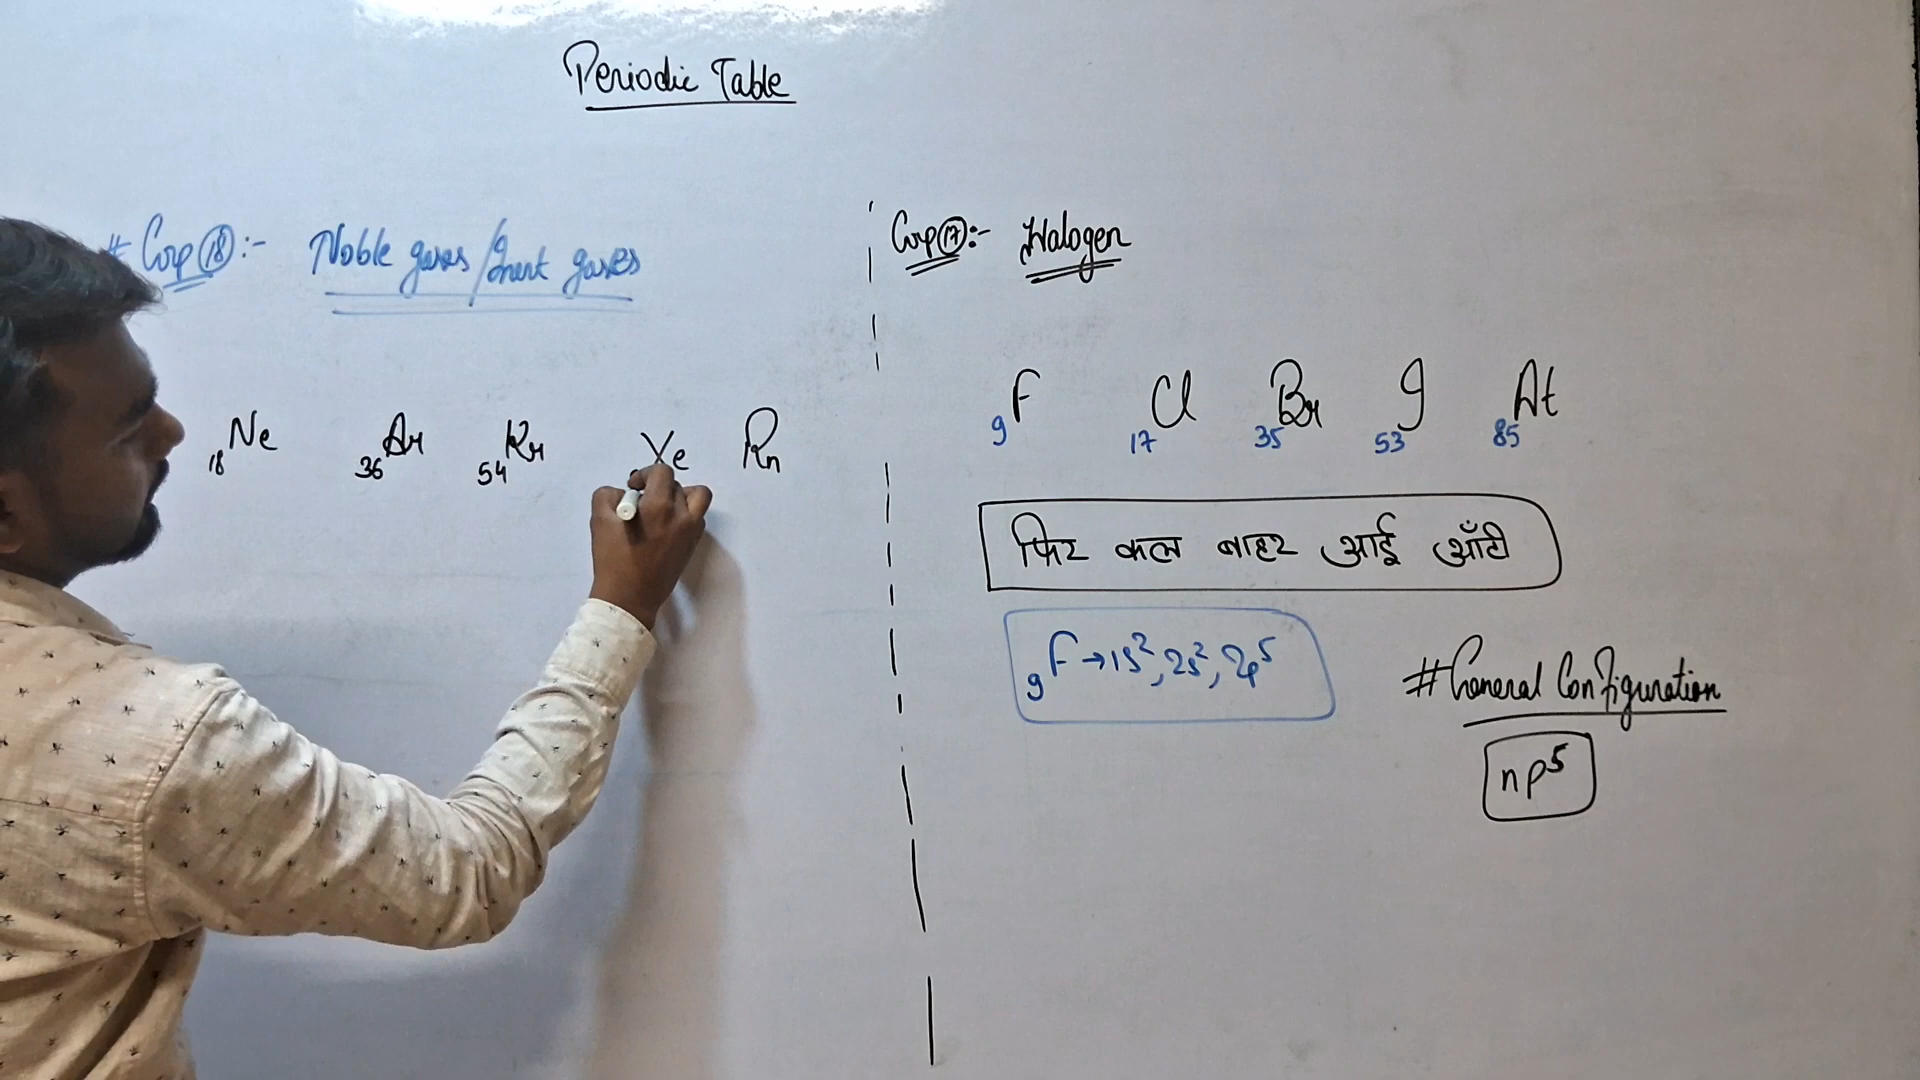 Periodic Table
# Grp 18 :- Noble gases / Inert gases
18Ne 36Ar 54Kr Xe Rn
Grp 17 :- Halogen
9F 17Cl 35Br 53I 85At
फिर कल बाहर आई आँटी
9F → 1s², 2s², 2p⁵
# General Configuration
np⁵